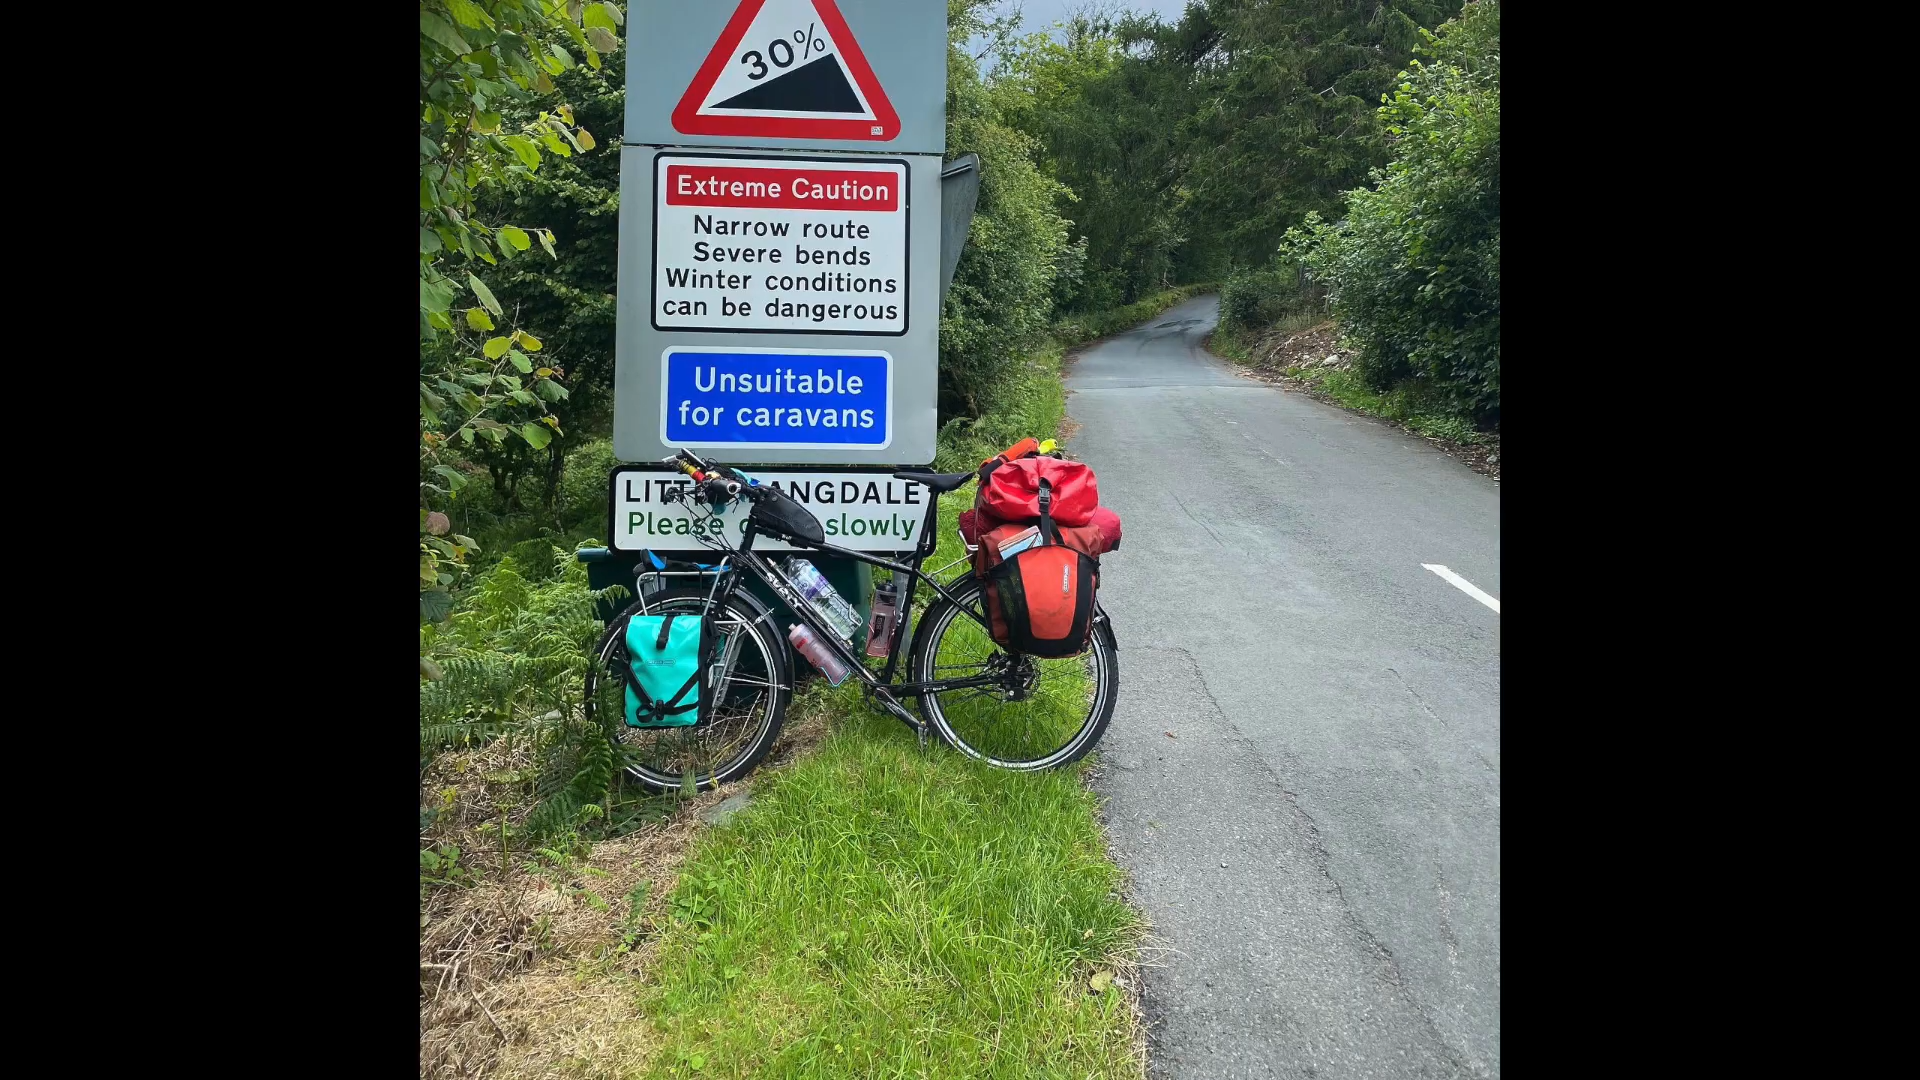 30%
Extreme Caution
Narrow route
Severe bends
Winter conditions
can be dangerous
Unsuitable
for caravans
LITT ANGDALE
Please slowly
SURLY